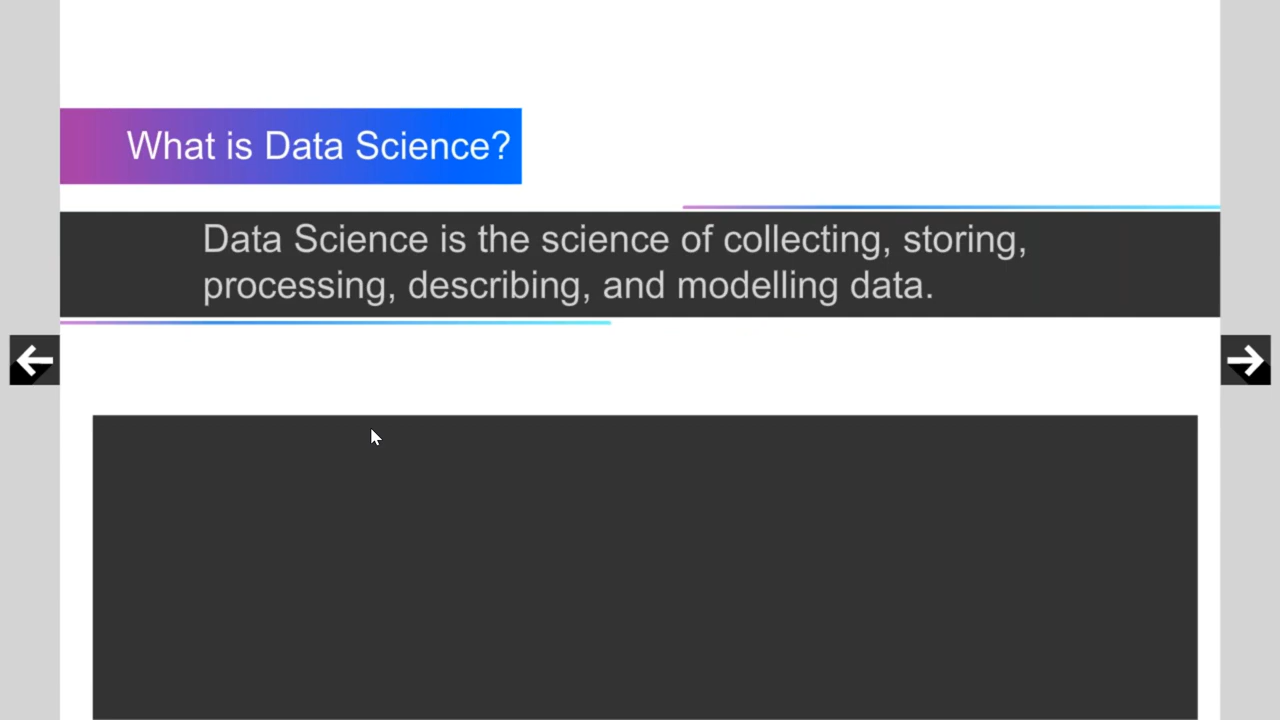 What is Data Science?
Data Science is the science of collecting, storing,
processing, describing, and modelling data.